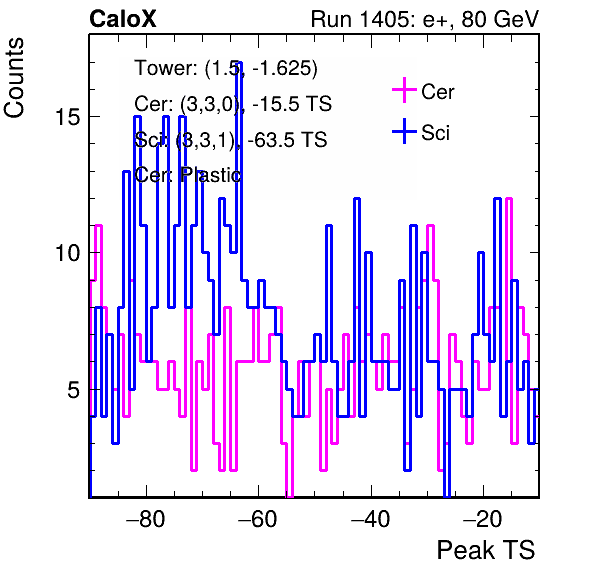 CaloX Run 1405: e+, 80 GeV
Counts
Tower: (1.5, -1.625)
Cer: (3,3,0), -15.5 TS
Sci: (3,3,1), -63.5 TS
Cer: Plastic
Cer
Sci
15
10
5
−80 −60 −40 −20
Peak TS